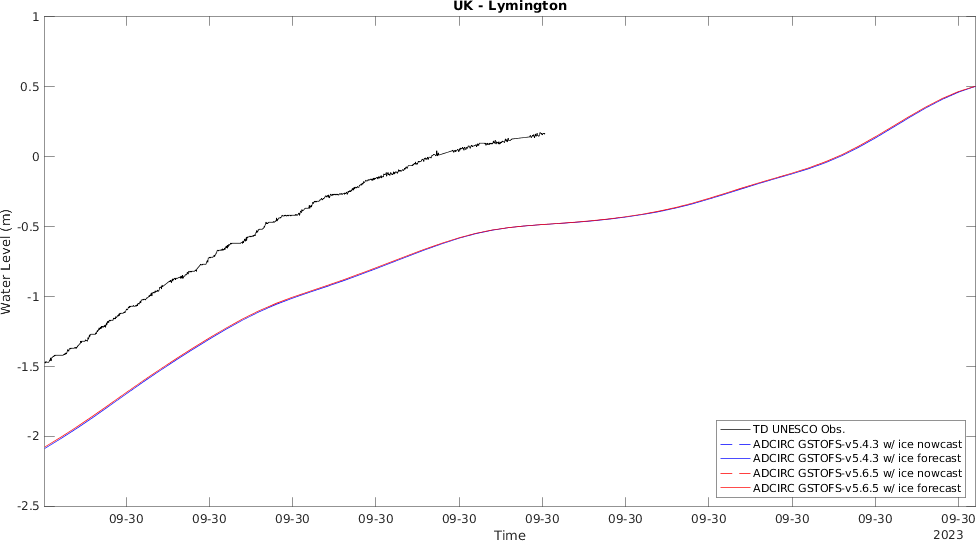 UK - Lymington
1
0.5
0
-0.5
-1
-1.5
-2
-2.5
Water Level (m)
TD UNESCO Obs.
ADCIRC GSTOFS-v5.4.3 w/ ice nowcast
ADCIRC GSTOFS-v5.4.3 w/ ice forecast
ADCIRC GSTOFS-v5.6.5 w/ ice nowcast
ADCIRC GSTOFS-v5.6.5 w/ ice forecast
09-30 09-30 09-30 09-30 09-30 09-30 09-30 09-30 09-30 09-30 09-30
Time
2023